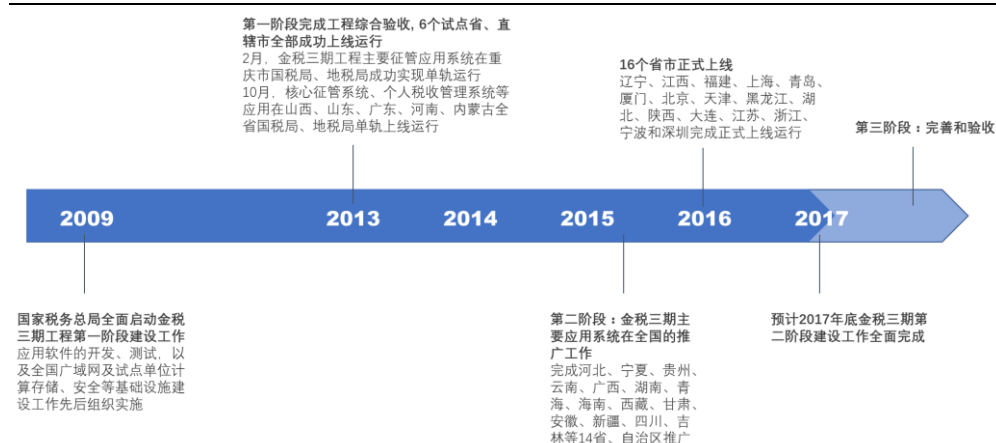 第一阶段完成工程综合验收, 6个试点省、直
辖市全部成功上线运行
2月，金税三期工程主要征管应用系统在重
庆市国税局、地税局成功实现单轨运行
10月，核心征管系统、个人税收管理系统等
应用在山西、山东、广东、河南、内蒙古全
省国税局、地税局单轨上线运行
16个省市正式上线
辽宁、江西、福建、上海、青岛、
厦门、北京、天津、黑龙江、湖
北、陕西、大连、江苏、浙江、
宁波和深圳完成正式上线运行
第三阶段：完善和验收
2009
2013
2014
2015
2016
2017
国家税务总局全面启动金税
三期工程第一阶段建设工作
应用软件的开发、测试，以
及全国广域网及试点单位计
算存储、安全等基础设施建
设工作先后组织实施
第二阶段：金税三期主
要应用系统在全国的推
广工作
完成河北、宁夏、贵州、
云南、广西、湖南、青
海、海南、西藏、甘肃、
安徽、新疆、四川、吉
林等14省、自治区推广
预计2017年底金税三期第
二阶段建设工作全面完成